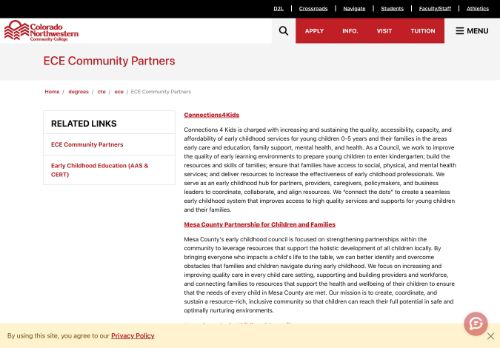 D2L
Crossroads
Navigate
Students
Faculty/Staff
Athletics
Colorado
Northwestern
Community College
APPLY
INFO.
VISIT
TUITION
MENU
ECE Community Partners
Home / degrees / cte / ece / ECE Community Partners
RELATED LINKS
ECE Community Partners
Early Childhood Education (AAS &
CERT)
Connections4Kids
Connections 4 Kids is charged with increasing and sustaining the quality, accessibility, capacity, and
affordability of early childhood services for young children 0-5 years and their families in the areas
early care and education, family support, mental health, and health. As a Council, we work to improve
the quality of early learning environments to prepare young children to enter kindergarten; build the
resources and skills of families; ensure that families have access to social, physical, and mental health
services; and deliver resources to increase the effectiveness of early childhood professionals. We
serve as an early childhood hub for partners, providers, caregivers, policymakers, and business
leaders to coordinate, collaborate, and align resources. We "connect the dots" to create a seamless
early childhood system that improves access to high quality services and supports for young children
and their families.
Mesa County Partnership for Children and Families
Mesa County's early childhood council is focused on strengthening partnerships within the
community to leverage resources that support the holistic development of all children locally. By
bringing everyone who impacts a child's life to the table, we can better identify and overcome
obstacles that families and children navigate during early childhood. We focus on increasing and
improving quality care in every child care setting, supporting and building providers and workforce,
and connecting families to resources that support the health and wellbeing of their children to ensure
that the needs of every child in Mesa County are met. Our mission is to create, coordinate, and
sustain a resource-rich, inclusive community so that children can reach their full potential in safe and
optimally nurturing environments.
By using this site, you agree to our Privacy Policy